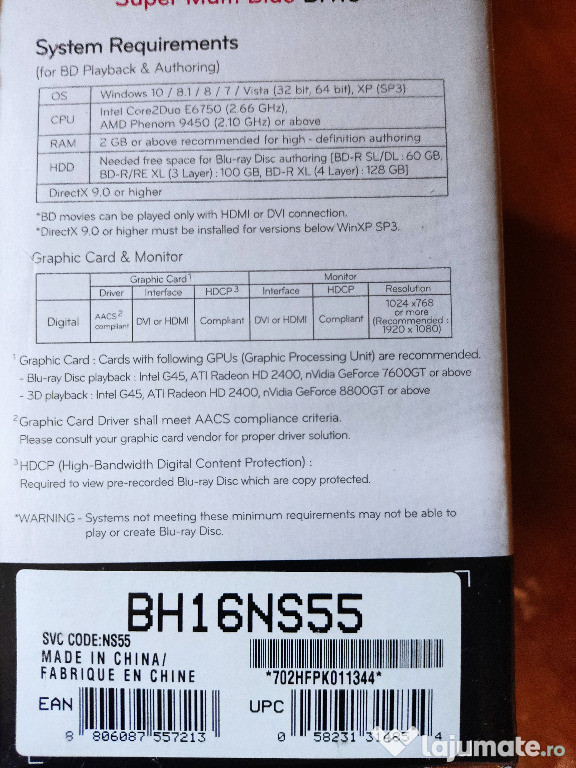 Super Multi Blue
System Requirements
(for BD Playback & Authoring)
OS Windows 10 / 8.1 / 8 / 7 / Vista (32 bit, 64 bit), XP (SP3)
CPU Intel Core2Duo E6750 (2.66 GHz),
AMD Phenom 9450 (2.10 GHz) or above
RAM 2 GB or above recommended for high - definition authoring
HDD Needed free space for Blu-ray Disc authoring [BD-R SL/DL : 60 GB,
BD-R/RE XL (3 Layer) : 100 GB, BD-R XL (4 Layer) : 128 GB]
DirectX 9.0 or higher
*BD movies can be played only with HDMI or DVI connection.
*DirectX 9.0 or higher must be installed for versions below WinXP SP3.
Graphic Card & Monitor
Graphic Card1 Monitor
Driver Interface HDCP3 Interface HDCP Resolution
Digital AACS2 compliant DVI or HDMI Compliant DVI or HDMI Compliant 1024 x768
or more
(Recommended :
1920 x 1080)
1 Graphic Card : Cards with following GPUs (Graphic Processing Unit) are recommended.
- Blu-ray Disc playback : Intel G45, ATI Radeon HD 2400, nVidia GeForce 7600GT or above
- 3D playback : Intel G45, ATI Radeon HD 2400, nVidia GeForce 8800GT or above
2 Graphic Card Driver shall meet AACS compliance criteria.
Please consult your graphic card vendor for proper driver solution.
3 HDCP (High-Bandwidth Digital Content Protection) :
Required to view pre-recorded Blu-ray Disc which are copy protected.
*WARNING - Systems not meeting these minimum requirements may not be able to
play or create Blu-ray Disc.
BH16NS55
SVC CODE:NS55
MADE IN CHINA/
FABRIQUE EN CHINE
*702HFPK011344*
EAN
8 806087 557213
UPC
0 58231 4
lajumate.ro